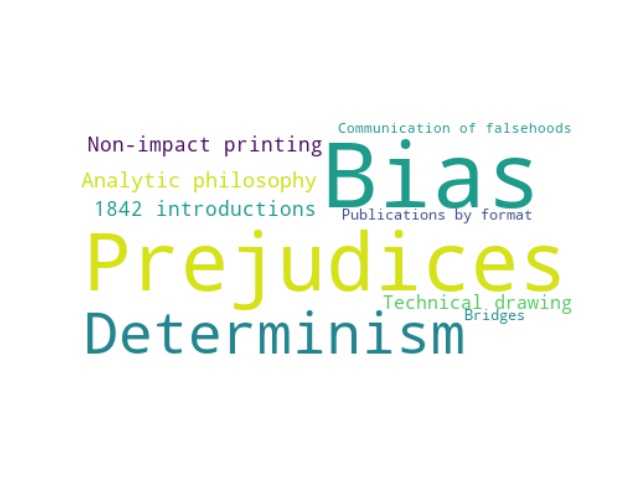 Communication of falsehoods
Non-impact printing
Bias
Analytic philosophy
1842 introductions
Publications by format
Prejudices
Technical drawing
Bridges
Determinism